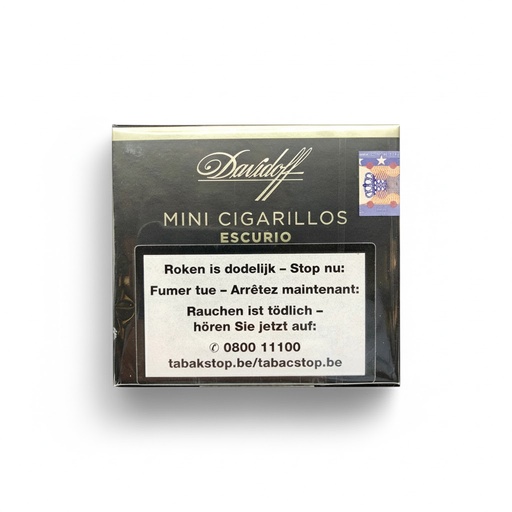 Davidoff
MINI CIGARILLOS
ESCURIO
Roken is dodelijk – Stop nu:
Fumer tue – Arrêtez maintenant:
Rauchen ist tödlich –
hören Sie jetzt auf:
✆ 0800 11100
tabakstop.be/tabacstop.be